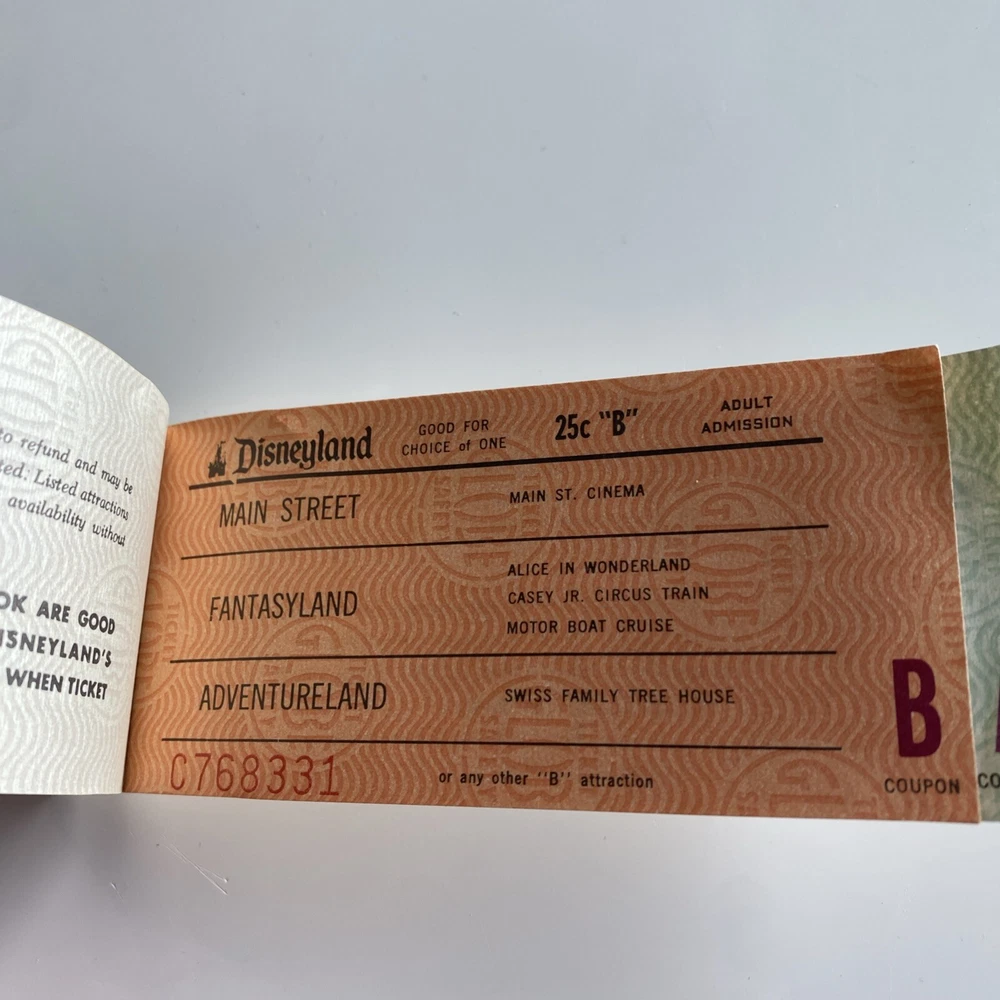 to refund and may be
ted. Listed attractions
availability without
OK ARE GOOD
ISNEYLAND'S
WHEN TICKET
Disneyland GOOD FOR CHOICE of ONE 25c "B" ADULT ADMISSION
MAIN STREET MAIN ST. CINEMA
FANTASYLAND ALICE IN WONDERLAND
CASEY JR. CIRCUS TRAIN
MOTOR BOAT CRUISE
ADVENTURELAND SWISS FAMILY TREE HOUSE
B
COUPON
C768331 or any other "B" attraction
CO